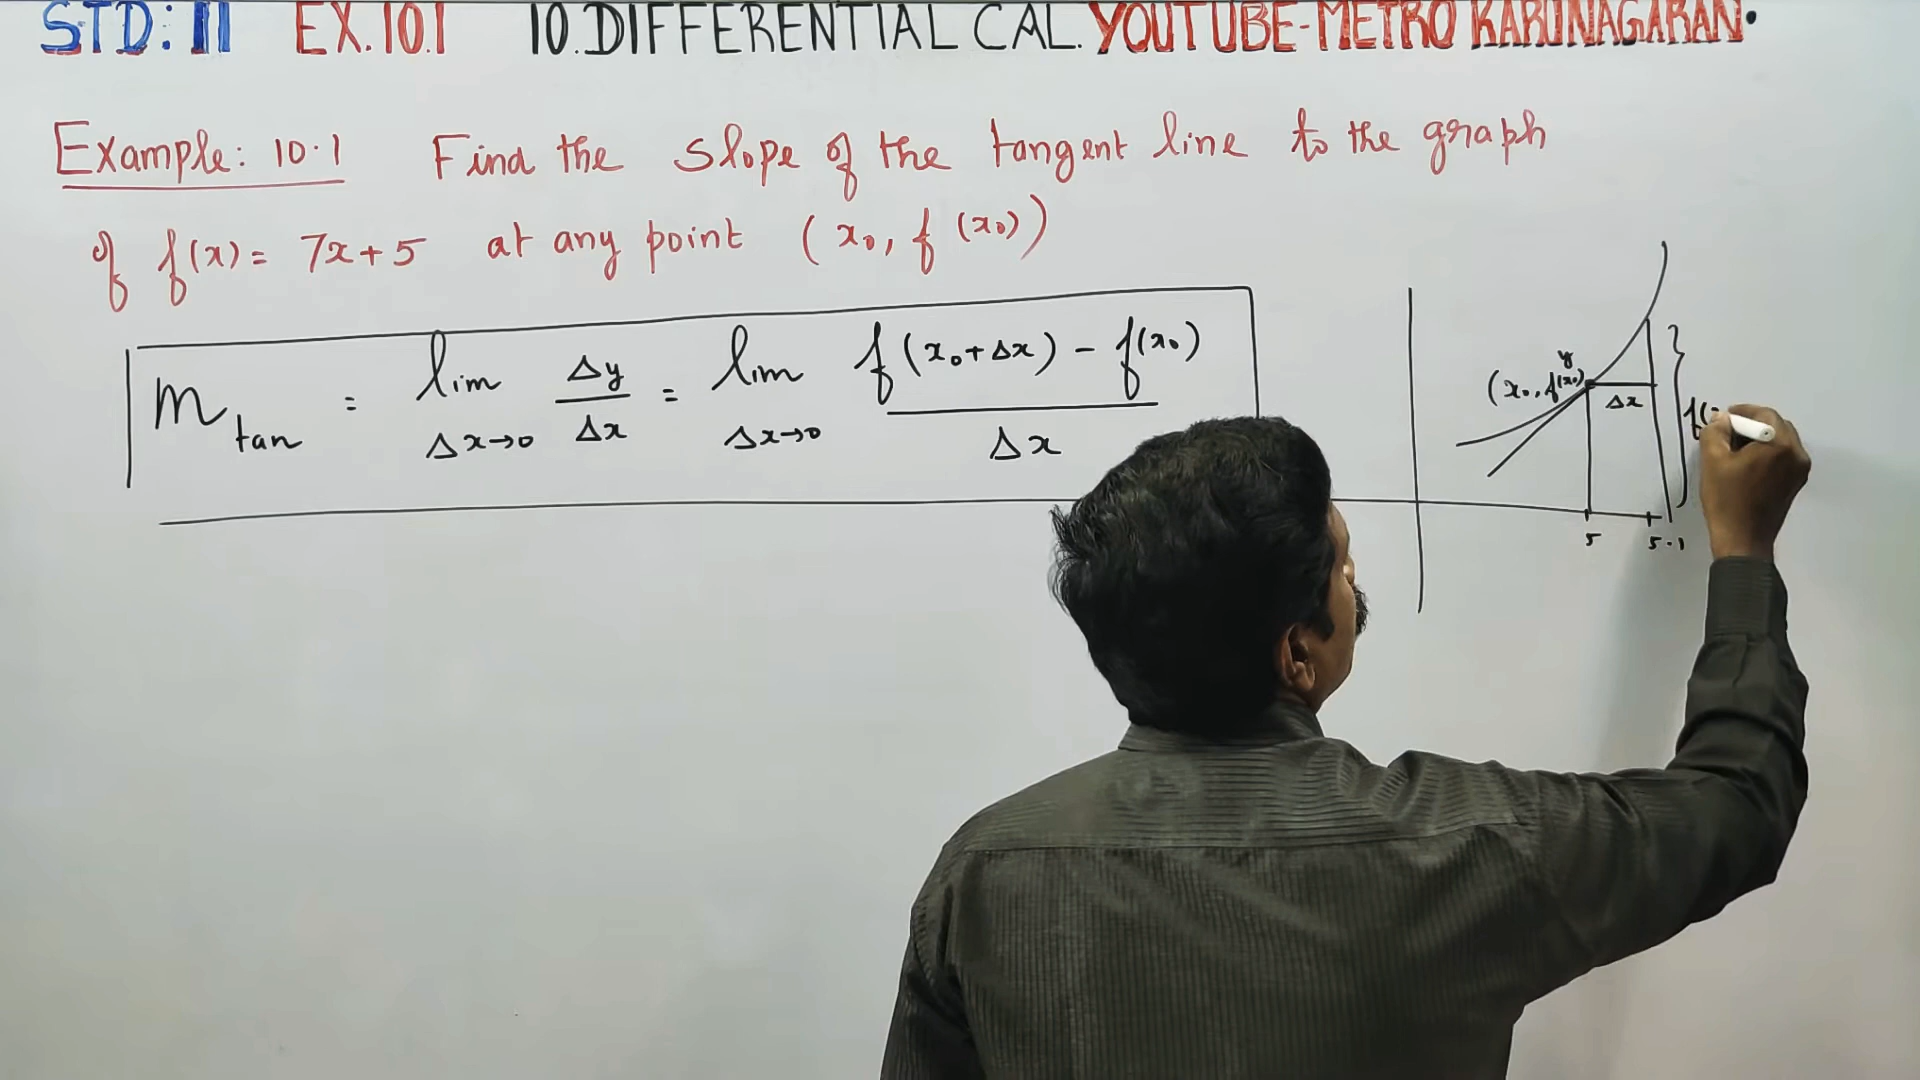 STD: 11 EX.10.1 10.DIFFERENTIAL CAL. YOUTUBE-METRO KARUNAGARAN.
Example: 10.1 Find the slope of the tangent line to the graph
of f(x) = 7x+5 at any point (x₀, f(x₀))
m tan = lim Δx→0 Δy/Δx = lim Δx→0 f(x₀+Δx) - f(x₀) / Δx
y
(x₀, f(x₀)
Δx
5 5.1